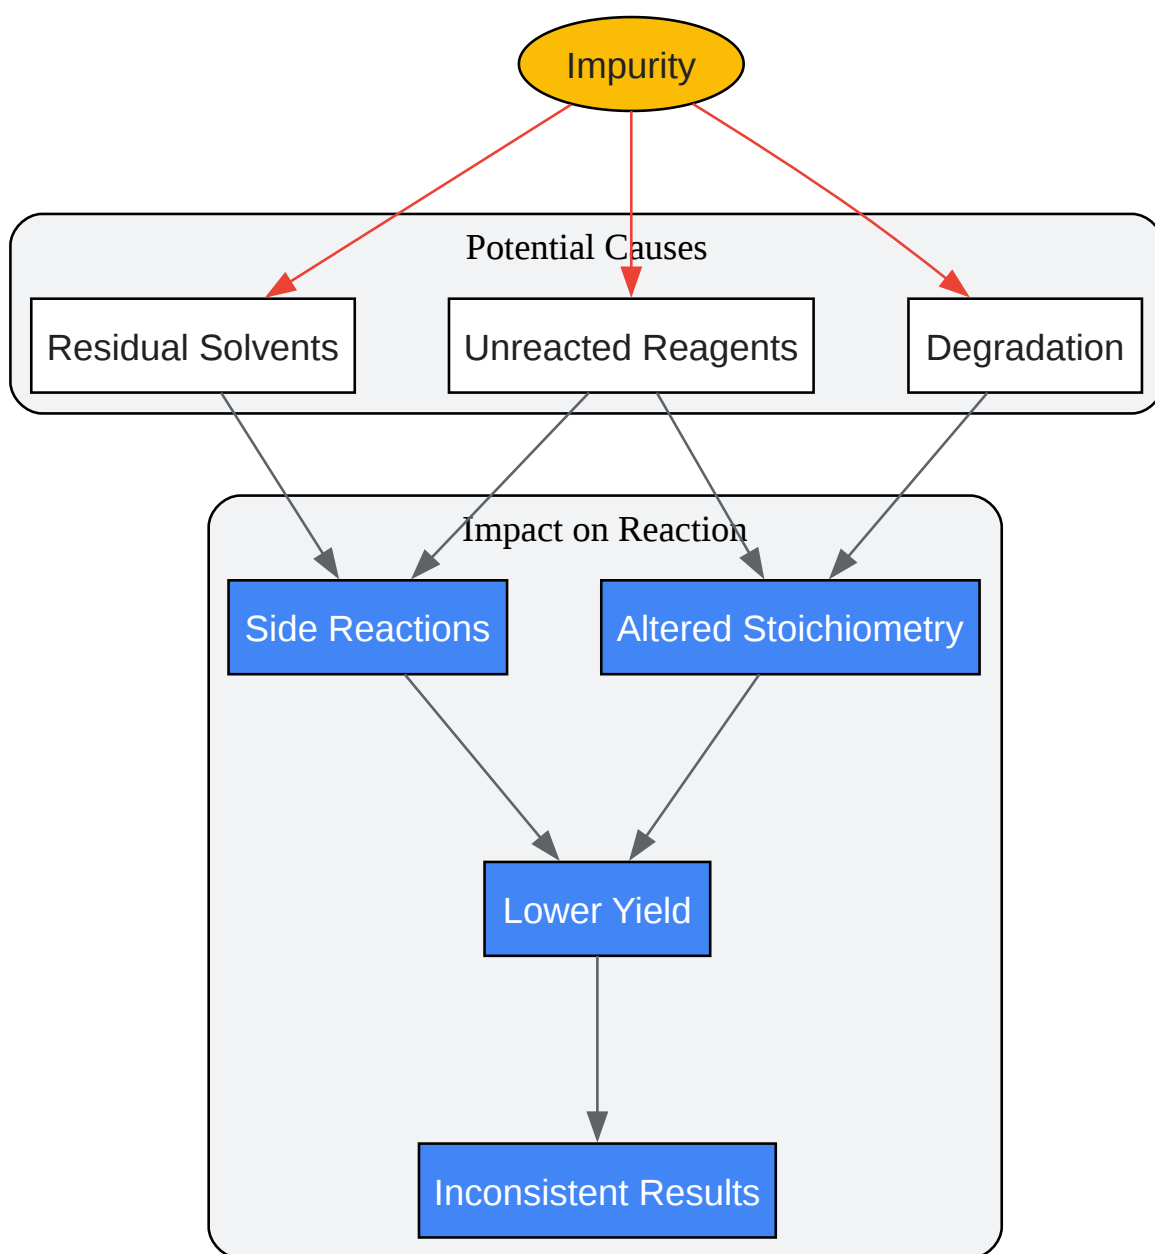 Impurity
Potential Causes
Residual Solvents
Unreacted Reagents
Degradation
Impact on Reaction
Side Reactions
Altered Stoichiometry
Lower Yield
Inconsistent Results